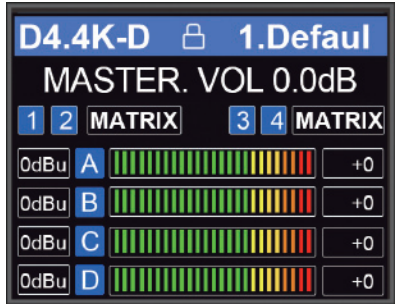 D4.4K-D 1.Defaul
MASTER. VOL 0.0dB
1 2 MATRIX 3 4 MATRIX
0dBu A +0
0dBu B +0
0dBu C +0
0dBu D +0